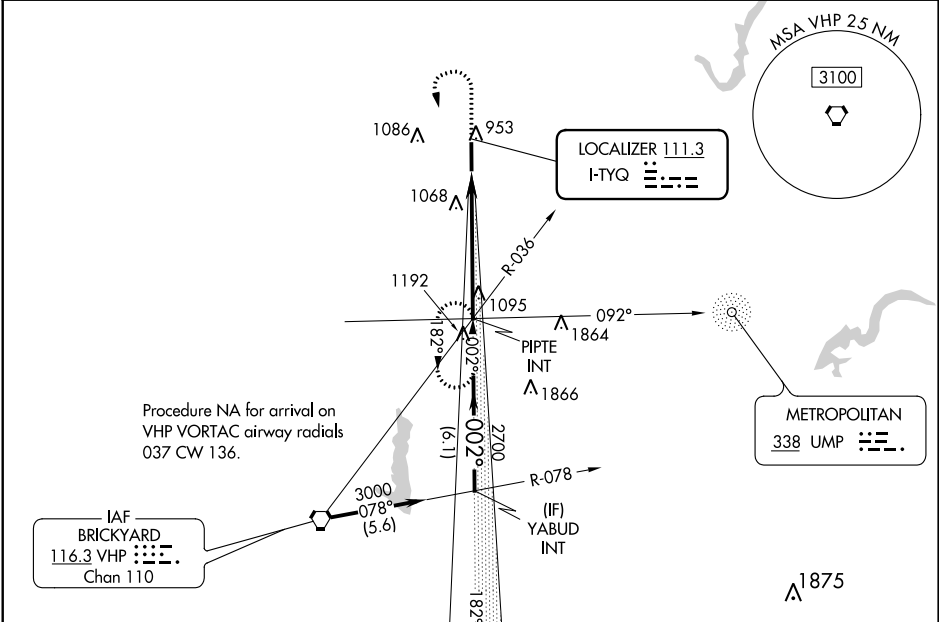 MSA VHP 25 NM
3100
1086
953
LOCALIZER 111.3
I-TYQ
1068
R-036
1192
1095
092°
1864
182°
002°
PIPTE
INT
1866
Procedure NA for arrival on
VHP VORTAC airway radials
037 CW 136.
METROPOLITAN
338 UMP
002°
(6.1)
2700
3000
078°
(5.6)
R-078
(IF)
YABUD
INT
IAF
BRICKYARD
116.3 VHP
Chan 110
182°
1875